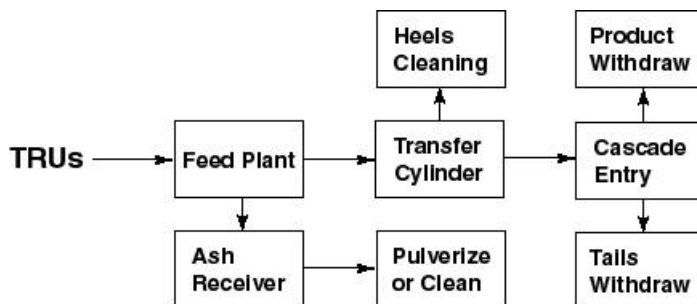 Heels
Cleaning
Product
Withdraw
TRUs
Feed Plant
Transfer
Cylinder
Cascade
Entry
Ash
Receiver
Pulverize
or Clean
Tails
Withdraw